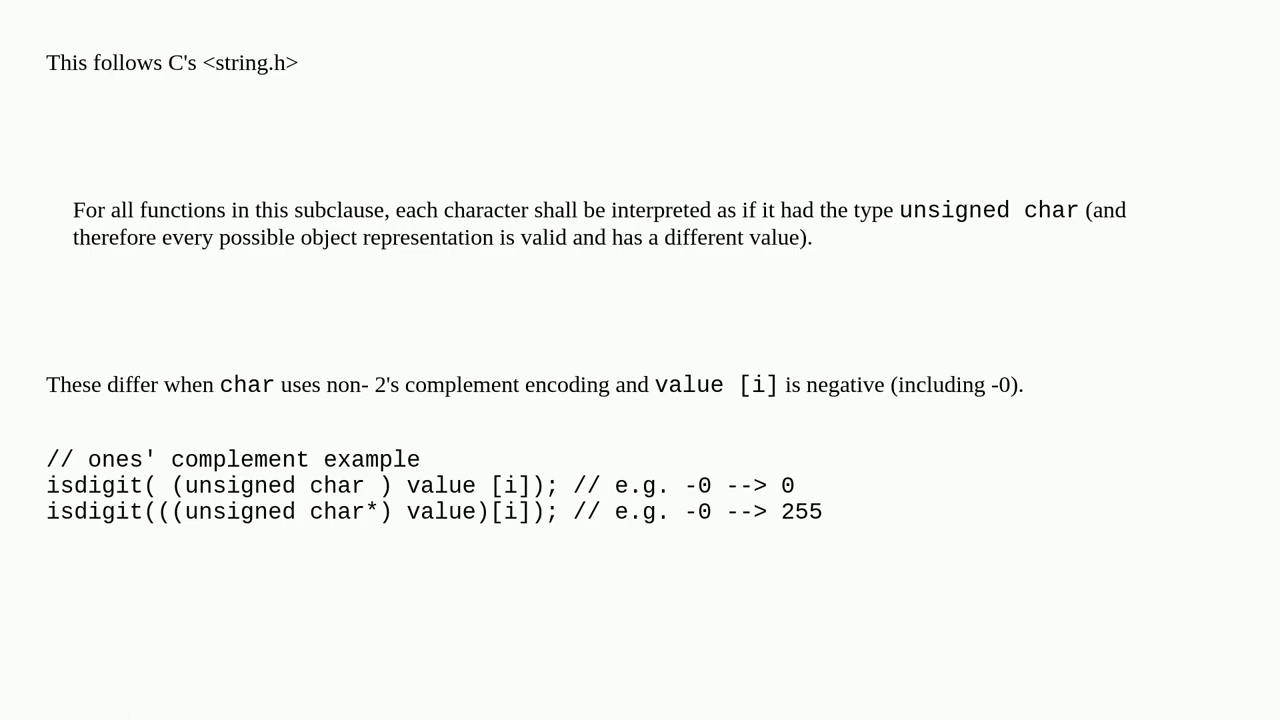 This follows C's <string.h>
For all functions in this subclause, each character shall be interpreted as if it had the type unsigned char (and
therefore every possible object representation is valid and has a different value).
These differ when char uses non- 2's complement encoding and value [i] is negative (including -0).
// ones' complement example
isdigit( (unsigned char ) value [i]); // e.g. -0 --> 0
isdigit(((unsigned char*) value)[i]); // e.g. -0 --> 255